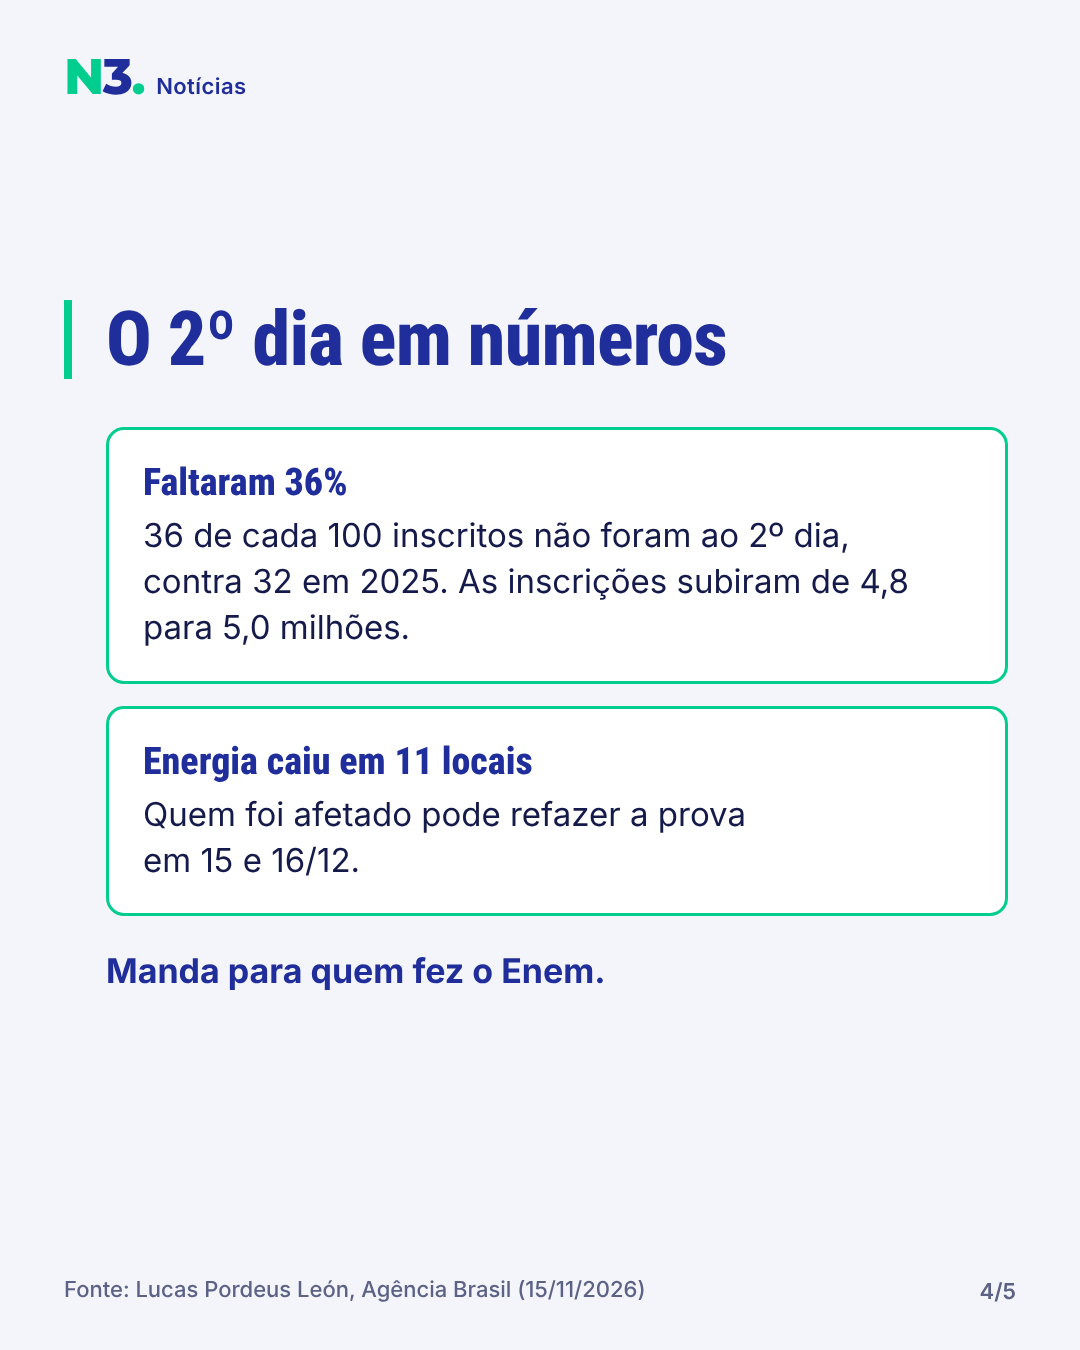 N3. Notícias
O 2º dia em números
Faltaram 36%
36 de cada 100 inscritos não foram ao 2º dia,
contra 32 em 2025. As inscrições subiram de 4,8
para 5,0 milhões.
Energia caiu em 11 locais
Quem foi afetado pode refazer a prova
em 15 e 16/12.
Manda para quem fez o Enem.
Fonte: Lucas Pordeus León, Agência Brasil (15/11/2026)
4/5